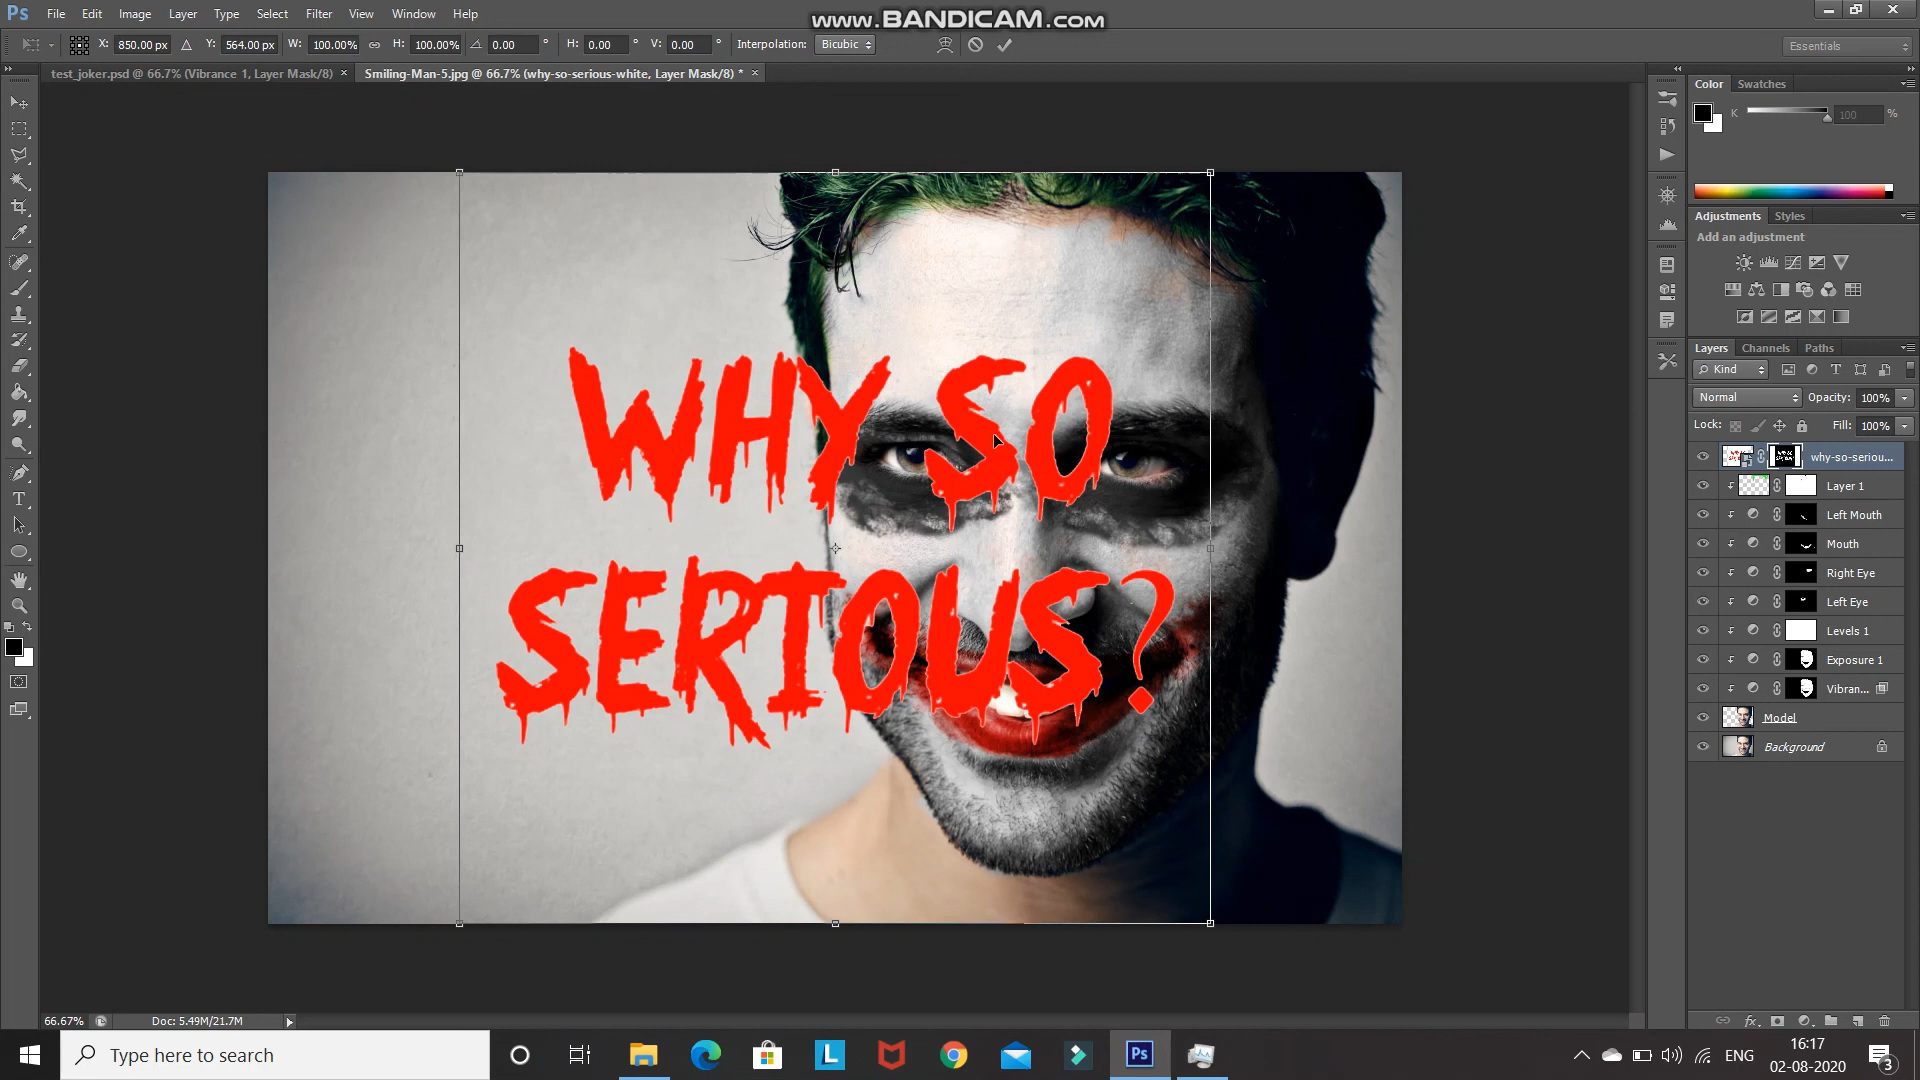 Ps File Edit Image Layer Type Select Filter View Window Help
www.BANDICAM.com
X: 850.00 px Y: 564.00 px W: 100.00% H: 100.00% 0.00 ° H: 0.00 ° V: 0.00 ° Interpolation: Bicubic Essentials
test_joker.psd @ 66.7% (Vibrance 1, Layer Mask/8) × Smiling-Man-5.jpg @ 66.7% (why-so-serious-white, Layer Mask/8) * ×
Color Swatches
K 100 %
Adjustments Styles
Add an adjustment
Layers Channels Paths
Kind
Normal Opacity: 100%
Lock: Fill: 100%
why-so-seriou...
Layer 1
Left Mouth
Mouth
Right Eye
Left Eye
Levels 1
Exposure 1
Vibran...
Model
Background
WHY SO
SERIOUS?
66.67% Doc: 5.49M/21.7M
Type here to search
ENG
16:17
02-08-2020
3